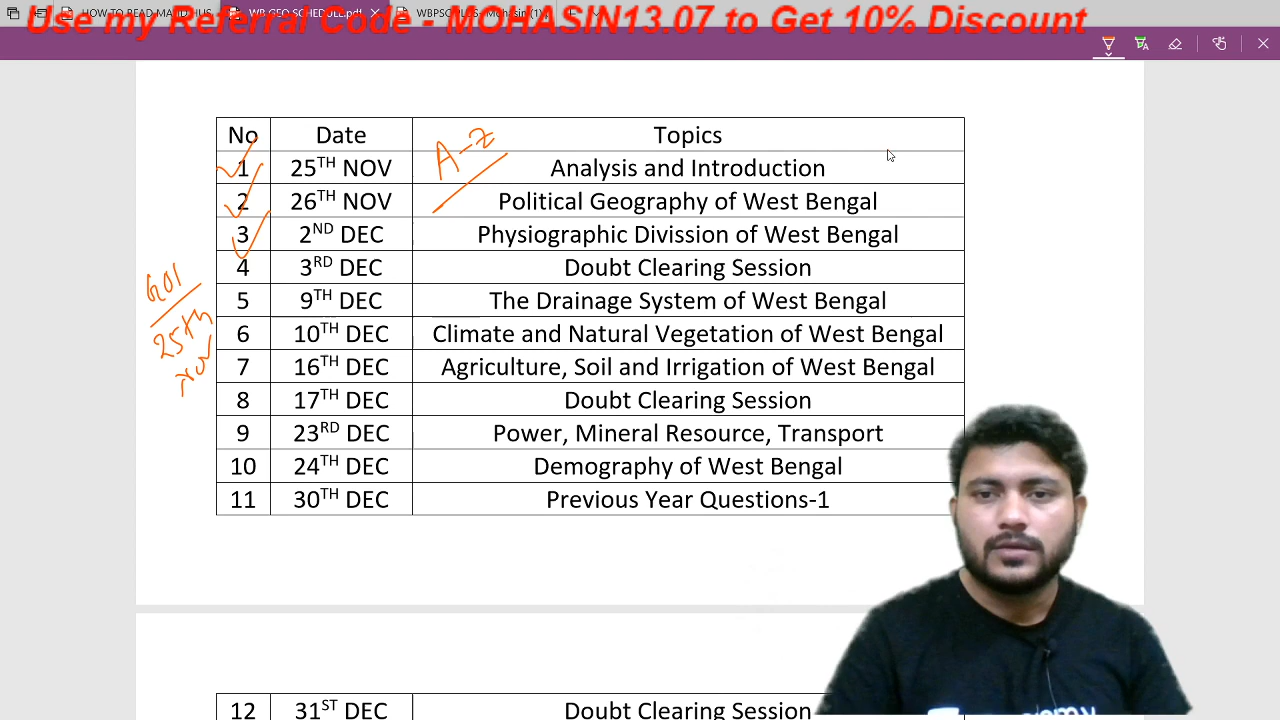 Use my Referral Code - MOHASIN13.07 to Get 10% Discount
No Date Topics
A-Z
1 25TH NOV Analysis and Introduction
2 26TH NOV Political Geography of West Bengal
3 2ND DEC Physiographic Divission of West Bengal
4 3RD DEC Doubt Clearing Session
5 9TH DEC The Drainage System of West Bengal
25th
6 10TH DEC Climate and Natural Vegetation of West Bengal
7 16TH DEC Agriculture, Soil and Irrigation of West Bengal
8 17TH DEC Doubt Clearing Session
9 23RD DEC Power, Mineral Resource, Transport
10 24TH DEC Demography of West Bengal
11 30TH DEC Previous Year Questions-1
12 31ST DEC Doubt Clearing Session